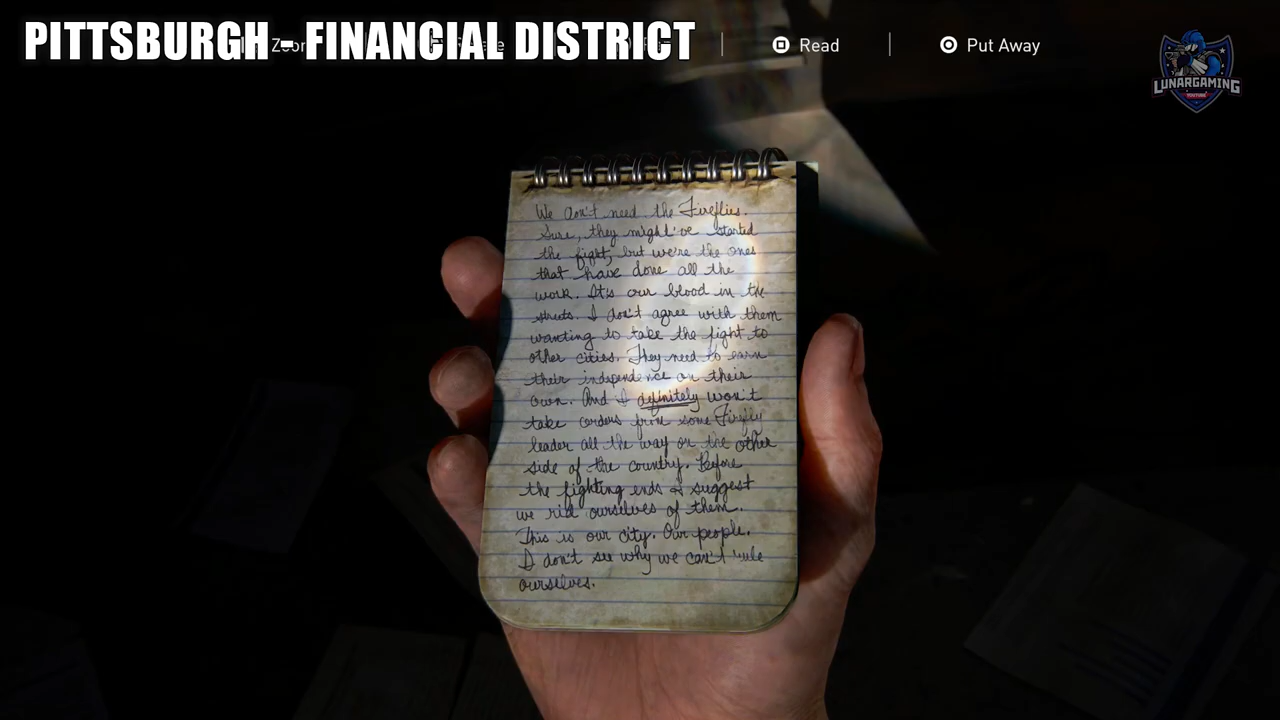 PITTSBURGH - FINANCIAL DISTRICT
Read
Put Away
LUNARGAMING
YOUTUBE
We don't need the Fireflies.
Sure, they might've started
the fight, but we're the ones
that have done all the
work. It's our blood in the
streets. I don't agree with them
wanting to take the fight to
other cities. They need to earn
their independence on their
own. And I definitely won't
take orders from some Firefly
leader all the way on the other
side of the country. Before
the fighting ends I suggest
we rid ourselves of them.
This is our city. Our people.
I don't see why we can't rule
ourselves.